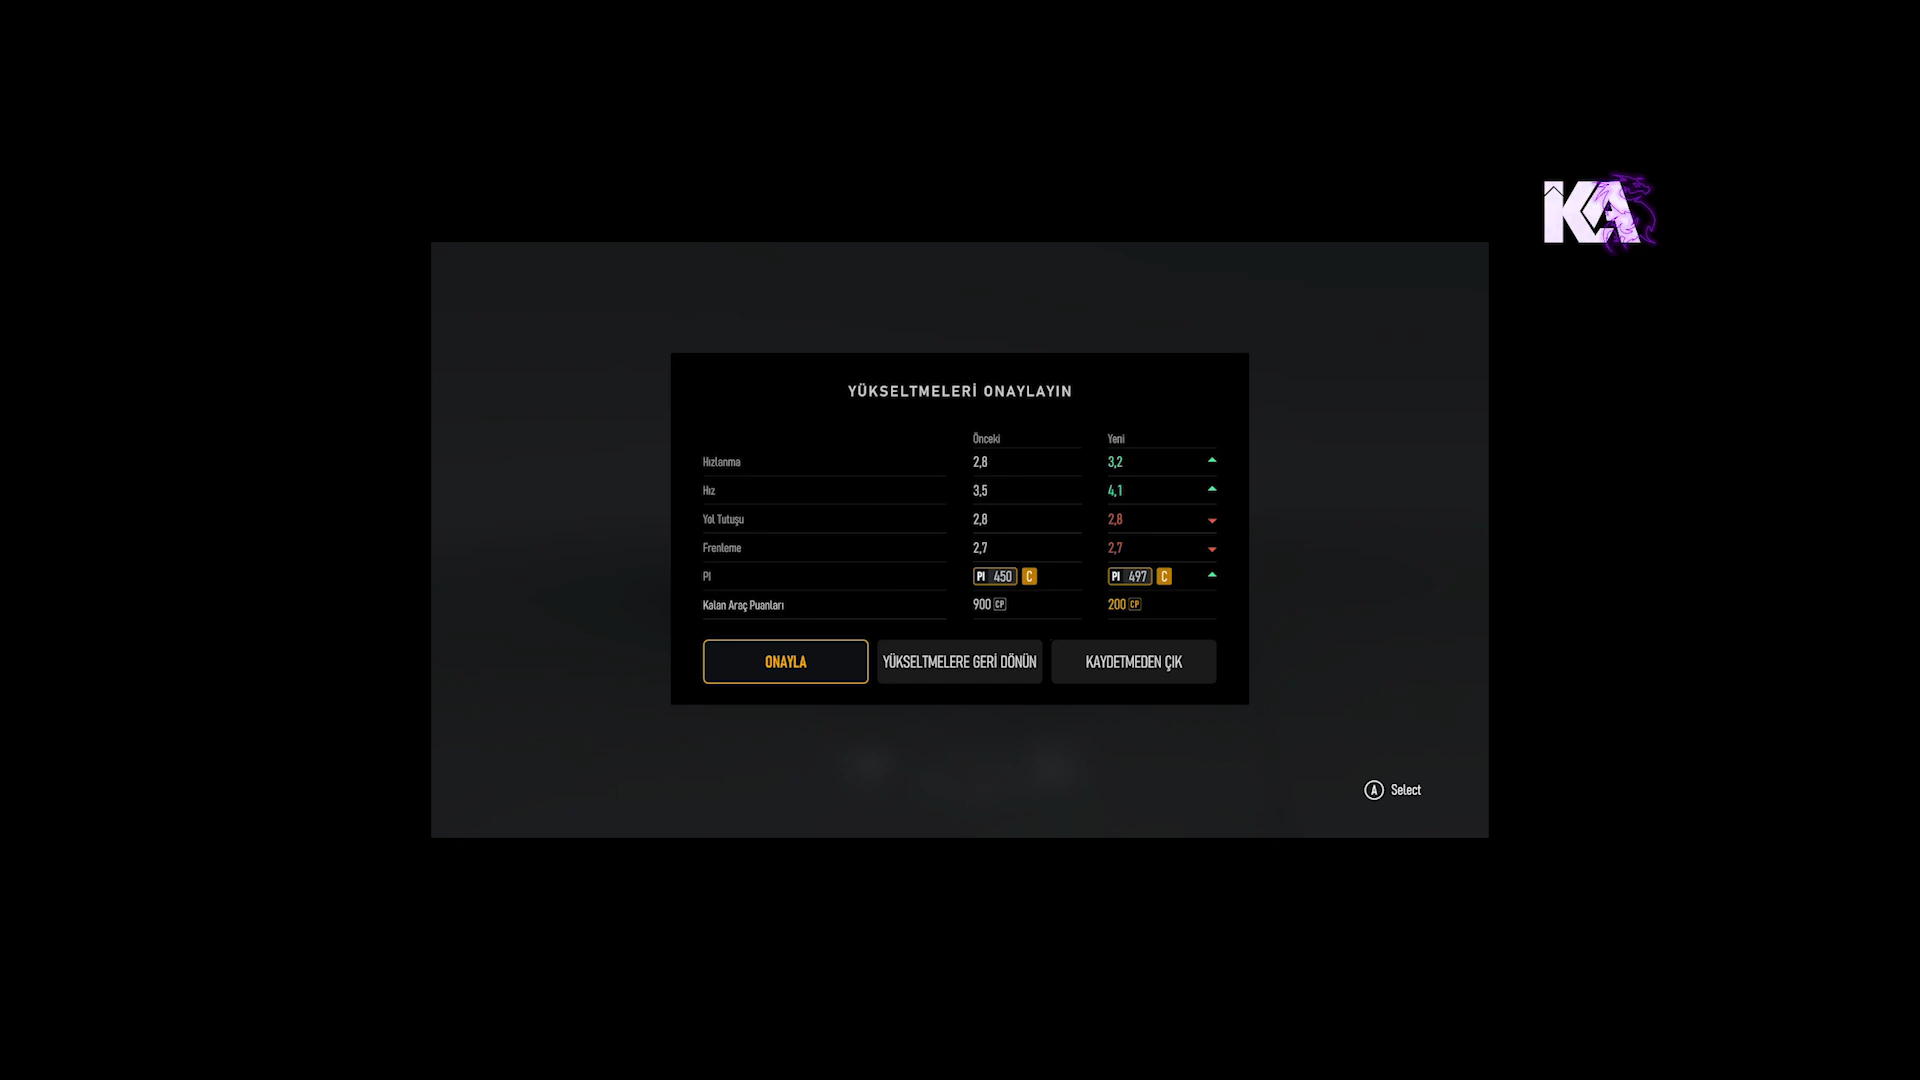 KA
YÜKSELTMELERİ ONAYLAYIN
Önceki Yeni
Hızlanma 2,8 3,2
Hız 3,5 4,1
Yol Tutuşu 2,8 2,8
Frenleme 2,7 2,7
PI PI 450 C PI 497 C
Kalan Araç Puanları 900 CP 200 CP
ONAYLA YÜKSELTMELERE GERİ DÖNÜN KAYDETMEDEN ÇIK
A Select